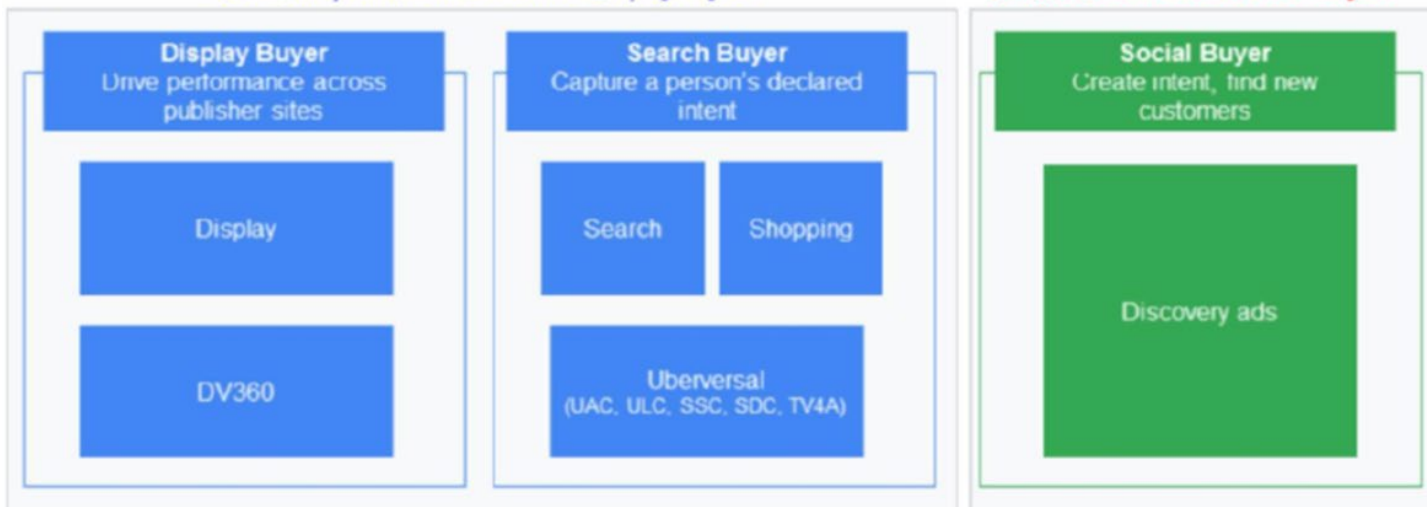 Display Buyer
Drive performance across
publisher sites
Display
DV360
Search Buyer
Capture a person's declared
intent
Search
Shopping
Uberversal
(UAC, ULC, SSC, SDC, TV4A)
Social Buyer
Create intent, find new
customers
Discovery ads